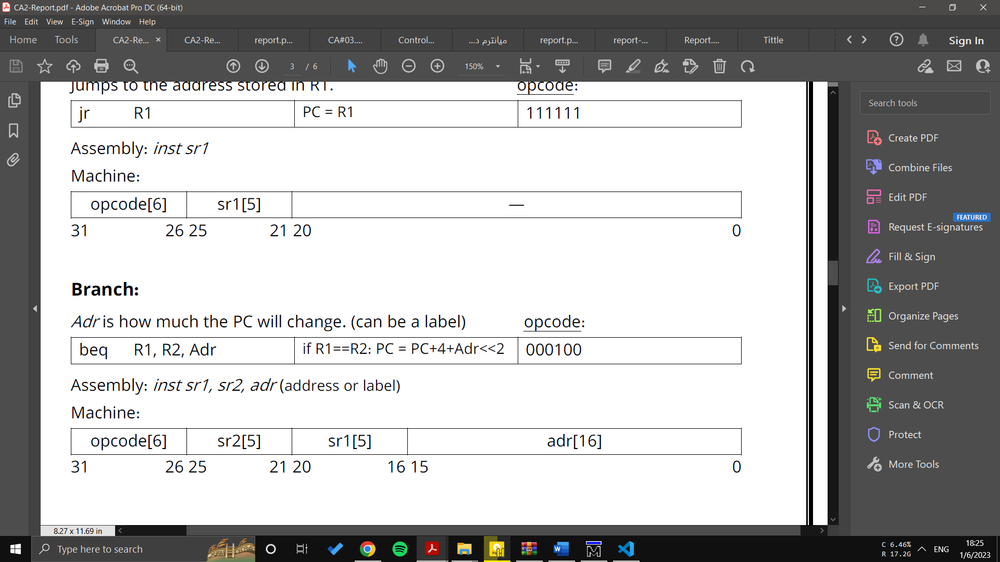 CA2-Report.pdf - Adobe Acrobat Pro DC (64-bit)
File Edit View E-Sign Window Help
Home Tools CA2-Re... × CA2-Re... report.p... CA#03.... Control... میانترم د... report.p... report-... Report.... Tittle Sign In
3 / 6 150%
Jumps to the address stored in R1. opcode:
jr R1 PC = R1 111111
Assembly: inst sr1
Machine:
opcode[6] sr1[5] —
31 26 25 21 20 0
Branch:
Adr is how much the PC will change. (can be a label) opcode:
beq R1, R2, Adr if R1==R2: PC = PC+4+Adr<<2 000100
Assembly: inst sr1, sr2, adr (address or label)
Machine:
opcode[6] sr2[5] sr1[5] adr[16]
31 26 25 21 20 16 15 0
8.27 x 11.69 in
Search tools
Create PDF
Combine Files
Edit PDF
FEATURED
Request E-signatures
Fill & Sign
Export PDF
Organize Pages
Send for Comments
Comment
Scan & OCR
Protect
More Tools
Type here to search
C 6.46%
R 17.2G
ENG
18:25
1/6/2023